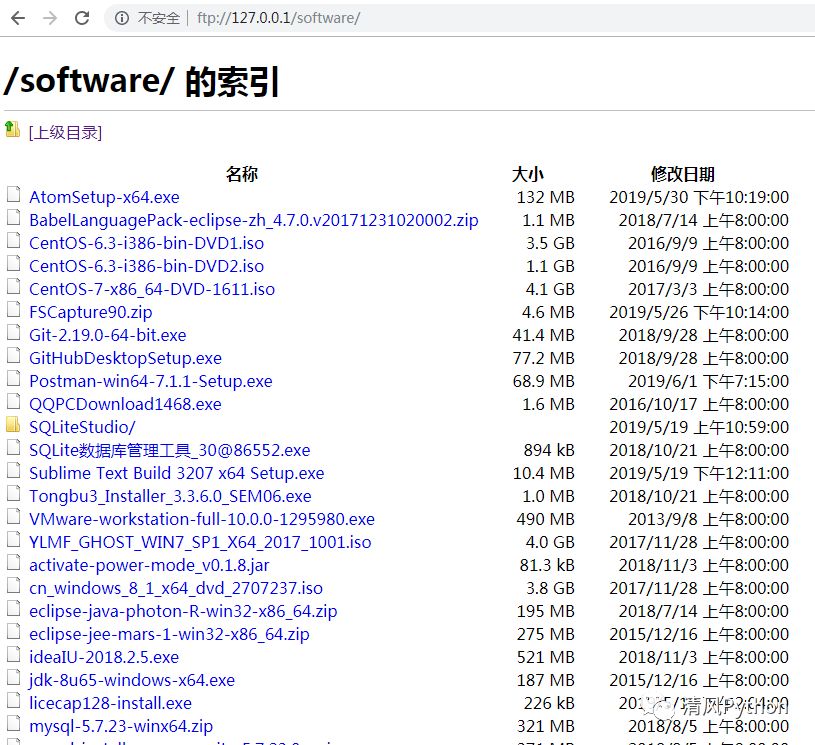 不安全 ftp://127.0.0.1/software/
/software/ 的索引
[上级目录]
名称 大小 修改日期
AtomSetup-x64.exe 132 MB 2019/5/30 下午10:19:00
BabelLanguagePack-eclipse-zh_4.7.0.v20171231020002.zip 1.1 MB 2018/7/14 上午8:00:00
CentOS-6.3-i386-bin-DVD1.iso 3.5 GB 2016/9/9 上午8:00:00
CentOS-6.3-i386-bin-DVD2.iso 1.1 GB 2016/9/9 上午8:00:00
CentOS-7-x86_64-DVD-1611.iso 4.1 GB 2017/3/3 上午8:00:00
FSCapture90.zip 4.6 MB 2019/5/26 下午10:14:00
Git-2.19.0-64-bit.exe 41.4 MB 2018/9/28 上午8:00:00
GitHubDesktopSetup.exe 77.2 MB 2018/9/28 上午8:00:00
Postman-win64-7.1.1-Setup.exe 68.9 MB 2019/6/1 下午7:15:00
QQPCDownload1468.exe 1.6 MB 2016/10/17 上午8:00:00
SQLiteStudio/ 2019/5/19 上午10:59:00
SQLite数据库管理工具_30@86552.exe 894 kB 2018/10/21 上午8:00:00
Sublime Text Build 3207 x64 Setup.exe 10.4 MB 2019/5/19 下午12:11:00
Tongbu3_Installer_3.3.6.0_SEM06.exe 1.0 MB 2018/10/21 上午8:00:00
VMware-workstation-full-10.0.0-1295980.exe 490 MB 2013/9/8 上午8:00:00
YLMF_GHOST_WIN7_SP1_X64_2017_1001.iso 4.0 GB 2017/11/28 上午8:00:00
activate-power-mode_v0.1.8.jar 81.3 kB 2018/11/3 上午8:00:00
cn_windows_8_1_x64_dvd_2707237.iso 3.8 GB 2017/11/28 上午8:00:00
eclipse-java-photon-R-win32-x86_64.zip 195 MB 2018/7/14 上午8:00:00
eclipse-jee-mars-1-win32-x86_64.zip 275 MB 2015/12/16 上午8:00:00
ideaIU-2018.2.5.exe 521 MB 2018/11/3 上午8:00:00
jdk-8u65-windows-x64.exe 187 MB 2015/12/16 上午8:00:00
licecap128-install.exe 226 kB
清风Python
mysql-5.7.23-winx64.zip 321 MB 2018/8/5 上午8:00:00